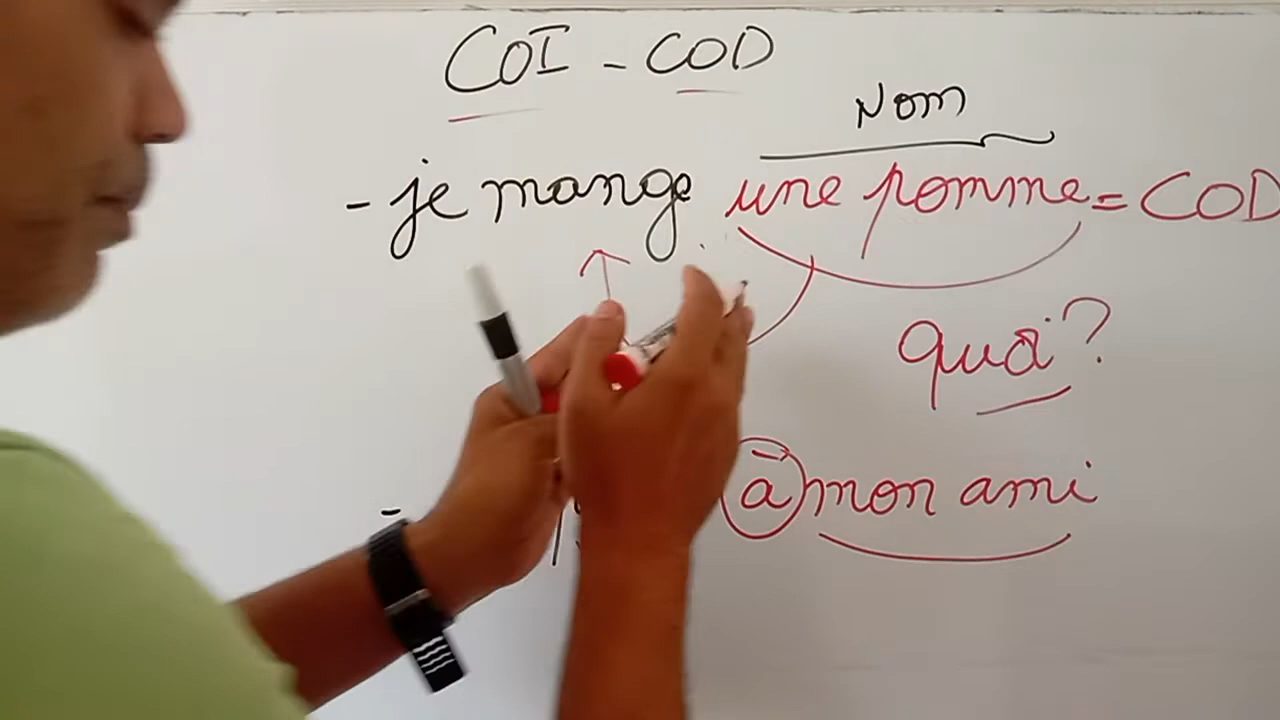 COI - COD
Nom
- je mange une pomme = COD
quoi ?
- à mon ami